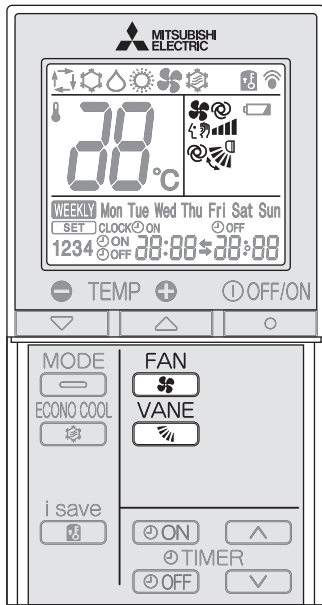 MITSUBISHI
ELECTRIC
88°C
WEEKLY Mon Tue Wed Thu Fri Sat Sun
SET CLOCK ON OFF
1234 ON OFF 88:88 88:88
TEMP OFF/ON
MODE FAN
ECONO COOL VANE
i save
ON
TIMER
OFF